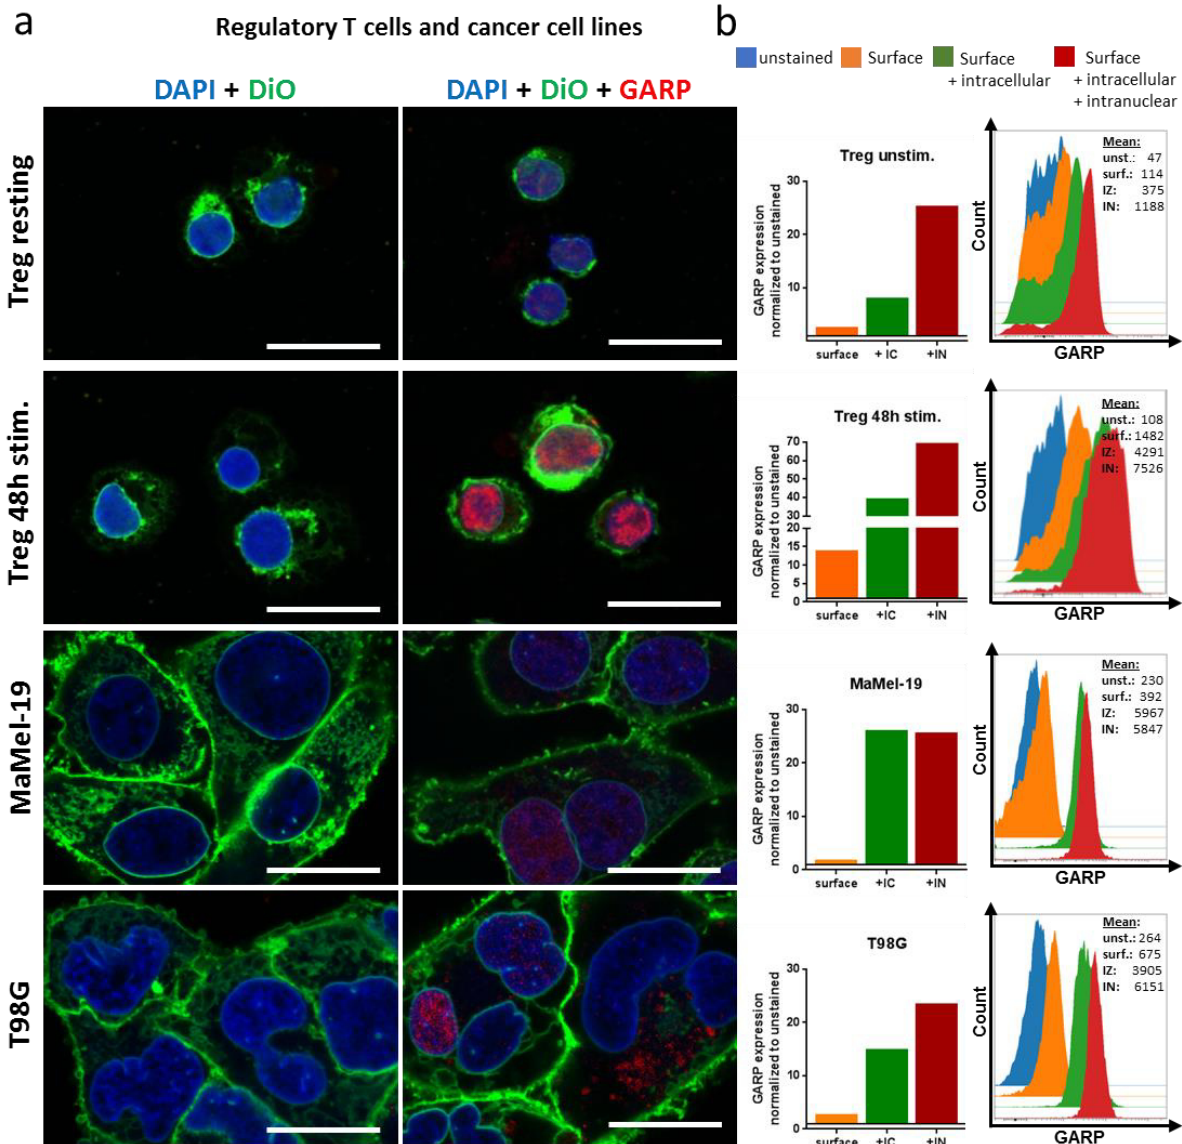 a
Regulatory T cells and cancer cell lines
DAPI + DiO
DAPI + DiO + GARP
Treg resting
Treg 48h stim.
MaMel-19
T98G
b
unstained
Surface
Surface
+ intracellular
Surface
+ intracellular
+ intranuclear
Treg unstim.
GARP expression
normalized to unstained
30
20
10
surface
+ IC
+IN
Count
GARP
Mean:
unst.: 47
surf.: 114
IZ: 375
IN: 1188
Treg 48h stim.
GARP expression
normalized to unstained
70
60
50
40
30
20
15
10
5
0
surface
+IC
+IN
Count
GARP
Mean:
unst.: 108
surf.: 1482
IZ: 4291
IN: 7526
MaMel-19
GARP expression
normalized to unstained
30
20
10
0
surface
+IC
+IN
Count
GARP
Mean:
unst.: 230
surf.: 392
IZ: 5967
IN: 5847
T98G
GARP expression
normalized to unstained
30
20
10
0
surface
+IC
+IN
Count
GARP
Mean:
unst.: 264
surf.: 675
IZ: 3905
IN: 6151